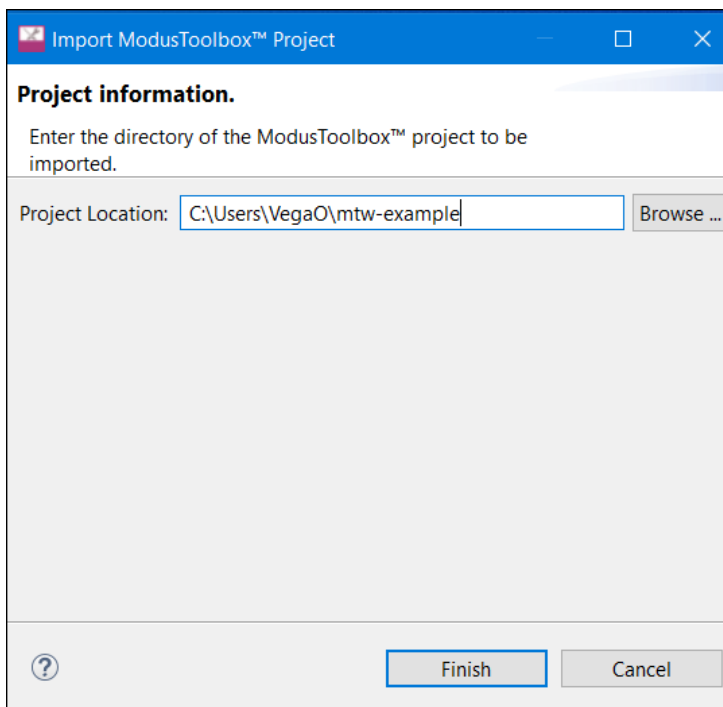 Import ModusToolbox™ Project
Project information.
Enter the directory of the ModusToolbox™ project to be
imported.
Project Location: C:\Users\VegaO\mtw-example Browse ...
Finish Cancel